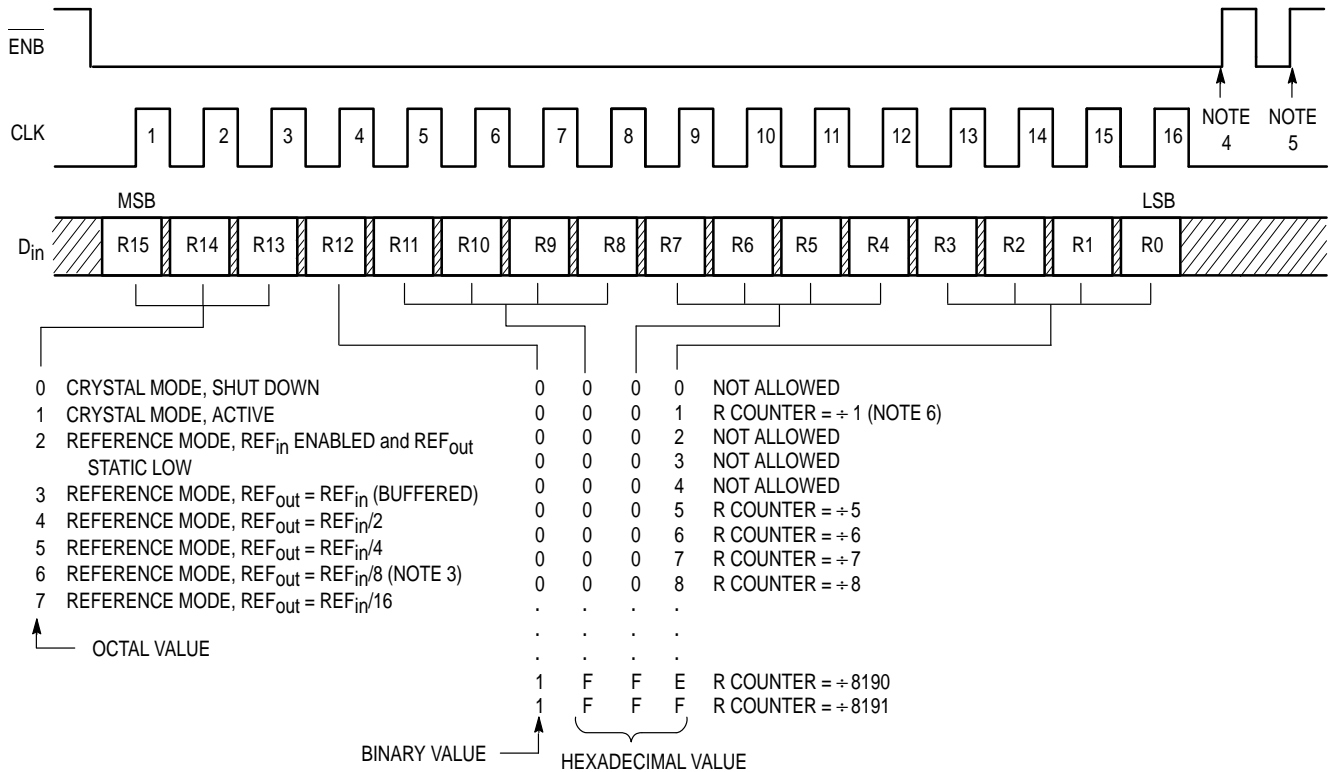 ENB
NOTE 4
NOTE 5
CLK
1 2 3 4 5 6 7 8 9 10 11 12 13 14 15 16
MSB
LSB
Din
R15 R14 R13 R12 R11 R10 R9 R8 R7 R6 R5 R4 R3 R2 R1 R0
0 CRYSTAL MODE, SHUT DOWN
1 CRYSTAL MODE, ACTIVE
2 REFERENCE MODE, REFin ENABLED and REFout
STATIC LOW
3 REFERENCE MODE, REFout = REFin (BUFFERED)
4 REFERENCE MODE, REFout = REFin/2
5 REFERENCE MODE, REFout = REFin/4
6 REFERENCE MODE, REFout = REFin/8 (NOTE 3)
7 REFERENCE MODE, REFout = REFin/16
OCTAL VALUE
0 0 0 0 NOT ALLOWED
0 0 0 1 R COUNTER = ÷ 1 (NOTE 6)
0 0 0 2 NOT ALLOWED
0 0 0 3 NOT ALLOWED
0 0 0 4 NOT ALLOWED
0 0 0 5 R COUNTER = ÷ 5
0 0 0 6 R COUNTER = ÷ 6
0 0 0 7 R COUNTER = ÷ 7
0 0 0 8 R COUNTER = ÷ 8
. . . .
. . . .
. . . .
1 F F E R COUNTER = ÷ 8190
1 F F F R COUNTER = ÷ 8191
BINARY VALUE
HEXADECIMAL VALUE